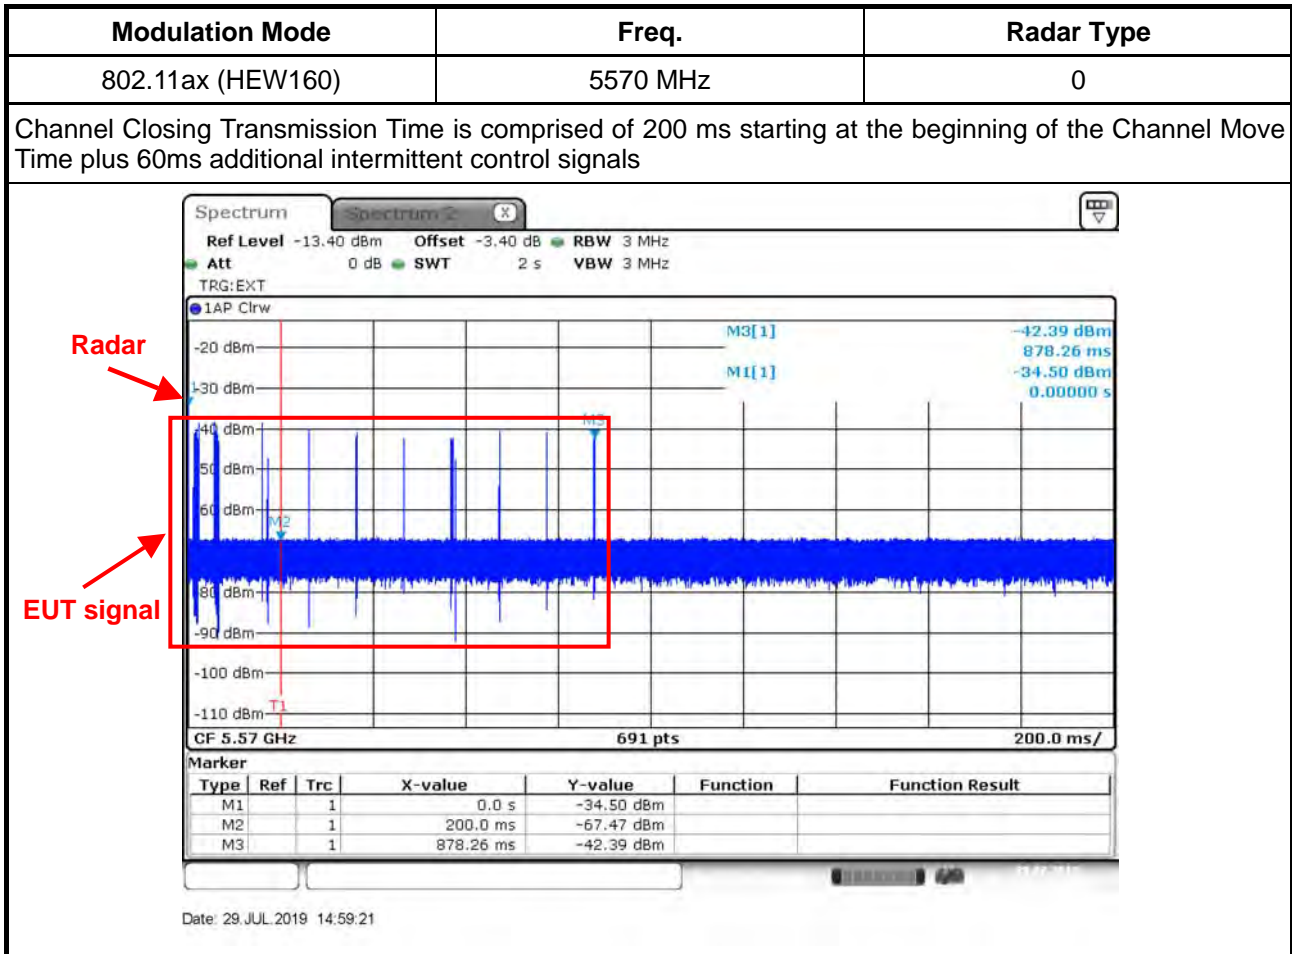 Modulation Mode Freq. Radar Type
802.11ax (HEW160) 5570 MHz 0
Channel Closing Transmission Time is comprised of 200 ms starting at the beginning of the Channel Move
Time plus 60ms additional intermittent control signals
Spectrum Spectrum 2 X
Ref Level -13.40 dBm Offset -3.40 dB RBW 3 MHz
Att 0 dB SWT 2 s VBW 3 MHz
TRG:EXT
1AP Clrw
M3[1] -42.39 dBm
878.26 ms
M1[1] -34.50 dBm
0.00000 s
Radar
EUT signal
-20 dBm
-30 dBm
-40 dBm
-50 dBm
-60 dBm
-80 dBm
-90 dBm
-100 dBm
-110 dBm
M3
M2
T1
CF 5.57 GHz 691 pts 200.0 ms/
Marker
Type Ref Trc X-value Y-value Function Function Result
M1 1 0.0 s -34.50 dBm
M2 1 200.0 ms -67.47 dBm
M3 1 878.26 ms -42.39 dBm
Date: 29.JUL.2019 14:59:21